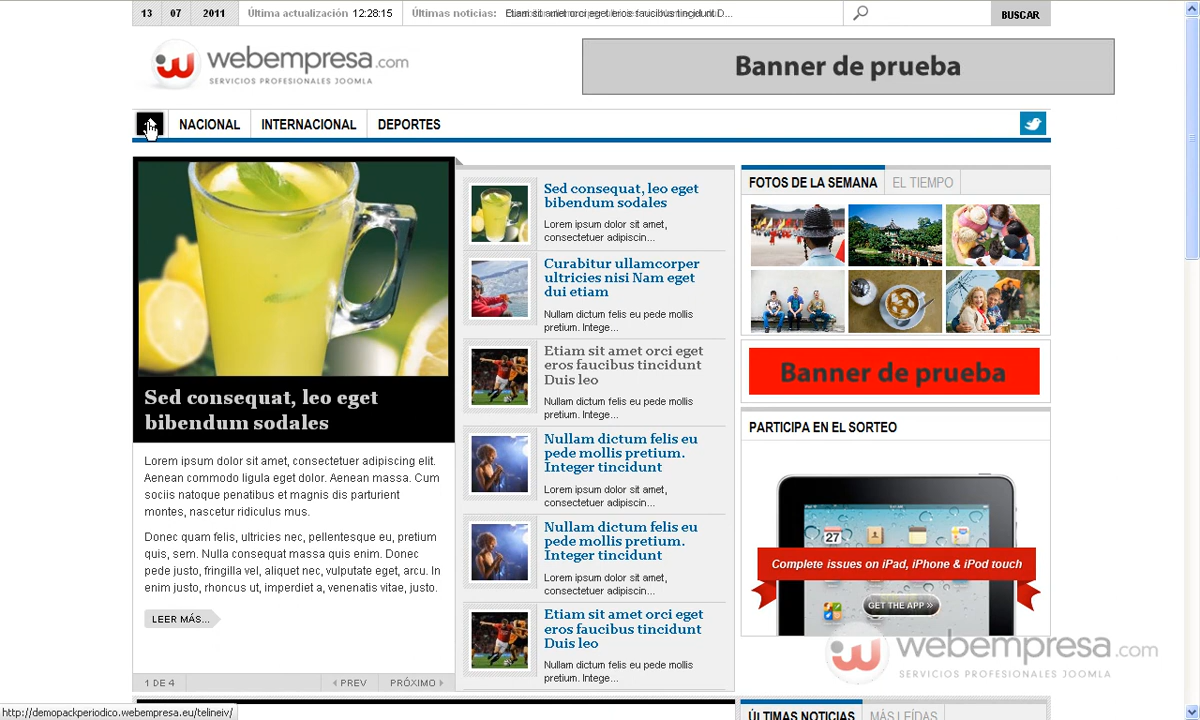 13 07 2011 Última actualización 12:28:15 Últimas noticias: Etiam sit amet orci eget eros faucibus tincidunt D... BUSCAR
webempresa.com
SERVICIOS PROFESIONALES JOOMLA
Banner de prueba
NACIONAL INTERNACIONAL DEPORTES
Sed consequat, leo eget
bibendum sodales
Lorem ipsum dolor sit amet, consectetuer adipiscing elit.
Aenean commodo ligula eget dolor. Aenean massa. Cum
sociis natoque penatibus et magnis dis parturient
montes, nascetur ridiculus mus.
Donec quam felis, ultricies nec, pellentesque eu, pretium
quis, sem. Nulla consequat massa quis enim. Donec
pede justo, fringilla vel, aliquet nec, vulputate eget, arcu. In
enim justo, rhoncus ut, imperdiet a, venenatis vitae, justo.
LEER MÁS...
1 DE 4 PREV PRÓXIMO
Sed consequat, leo eget
bibendum sodales
Lorem ipsum dolor sit amet,
consectetuer adipiscin...
Curabitur ullamcorper
ultricies nisi Nam eget
dui etiam
Nullam dictum felis eu pede mollis
pretium. Intege...
Etiam sit amet orci eget
eros faucibus tincidunt
Duis leo
Nullam dictum felis eu pede mollis
pretium. Intege...
Nullam dictum felis eu
pede mollis pretium.
Integer tincidunt
Lorem ipsum dolor sit amet,
consectetuer adipiscin...
Nullam dictum felis eu
pede mollis pretium.
Integer tincidunt
Lorem ipsum dolor sit amet,
consectetuer adipiscin...
Etiam sit amet orci eget
eros faucibus tincidunt
Duis leo
Nullam dictum felis eu pede mollis
pretium. Intege...
FOTOS DE LA SEMANA EL TIEMPO
Banner de prueba
PARTICIPA EN EL SORTEO
27
Complete issues on iPad, iPhone & iPod touch
GET THE APP »
webempresa.com
SERVICIOS PROFESIONALES JOOMLA
ÚLTIMAS NOTICIAS MÁS LEÍDAS
http://demopackperiodico.webempresa.eu/telineiv/